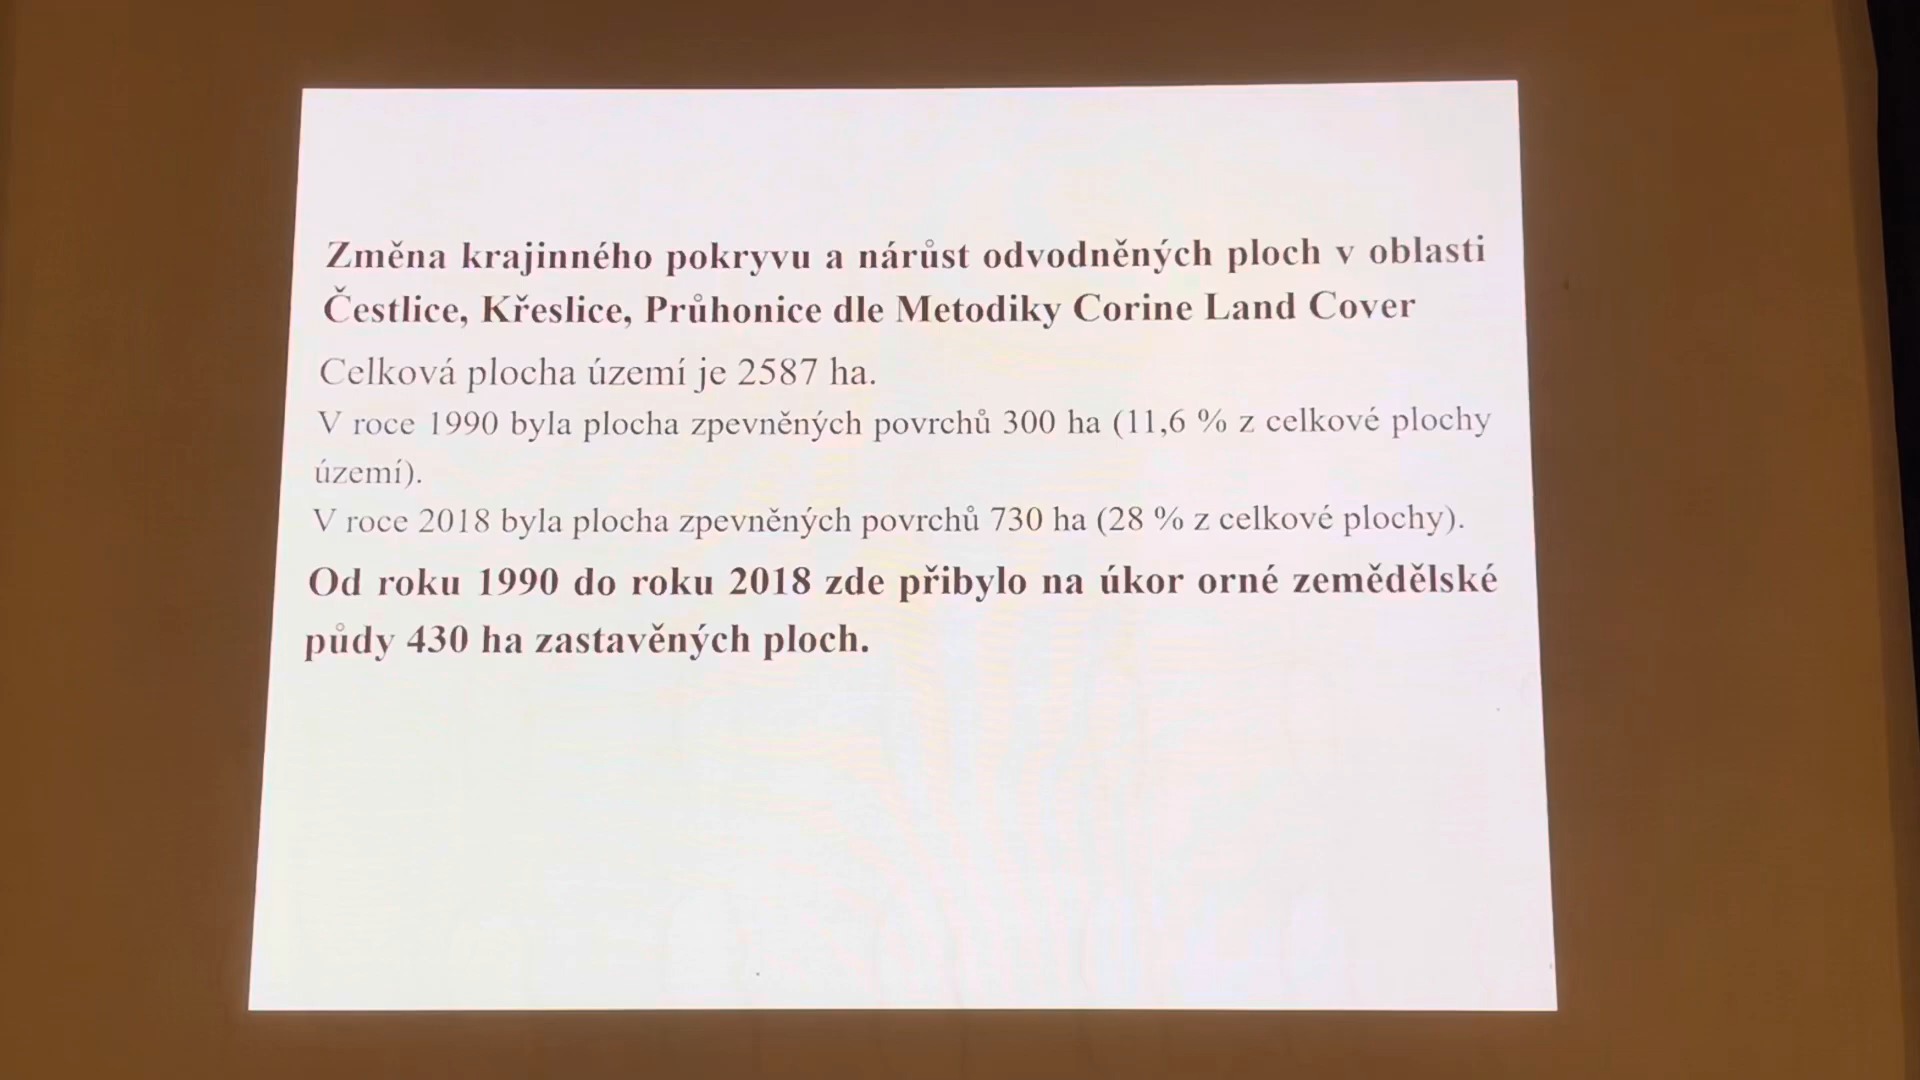 Změna krajinného pokryvu a nárůst odvodněných ploch v oblasti
Čestlice, Křeslice, Průhonice dle Metodiky Corine Land Cover
Celková plocha území je 2587 ha.
V roce 1990 byla plocha zpevněných povrchů 300 ha (11,6 % z celkové plochy
území).
V roce 2018 byla plocha zpevněných povrchů 730 ha (28 % z celkové plochy).
Od roku 1990 do roku 2018 zde přibylo na úkor orné zemědělské
půdy 430 ha zastavěných ploch.